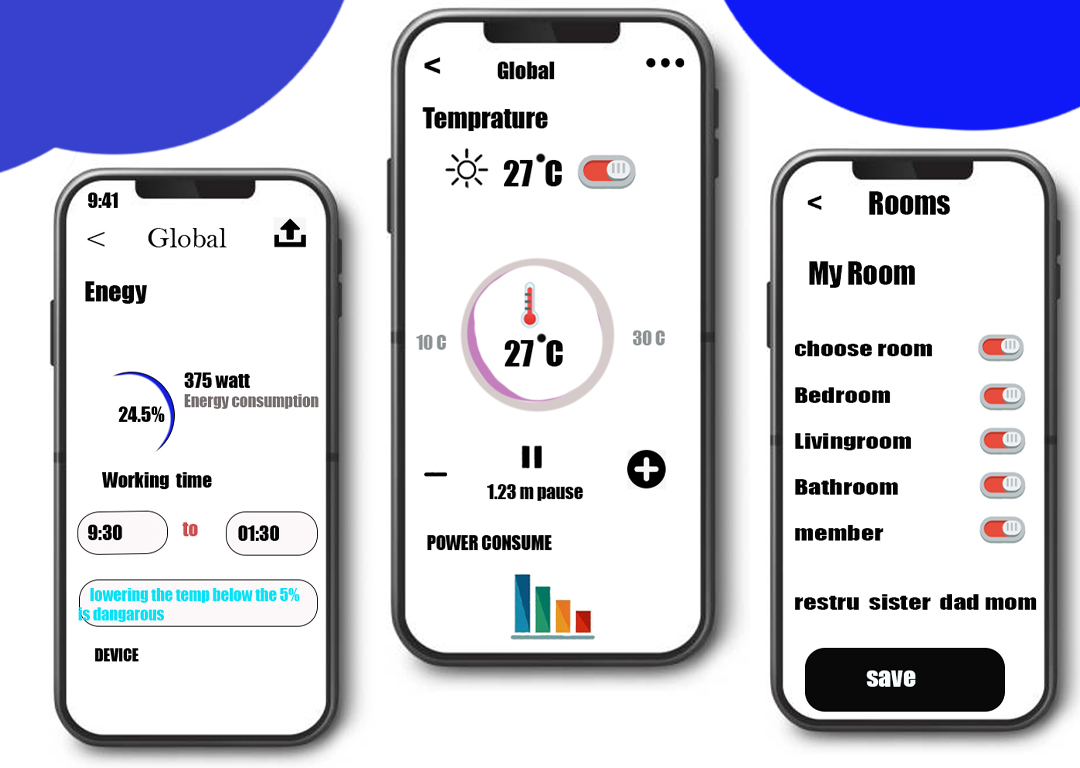 9:41
< Global
Enegy
24.5%
375 watt
Energy consumption
Working time
9:30 to 01:30
lowering the temp below the 5%
is dangarous
DEVICE
< Global
Temprature
27°C
10 C
27°C
30 C
1.23 m pause
POWER CONSUME
< Rooms
My Room
choose room
Bedroom
Livingroom
Bathroom
member
restru sister dad mom
save